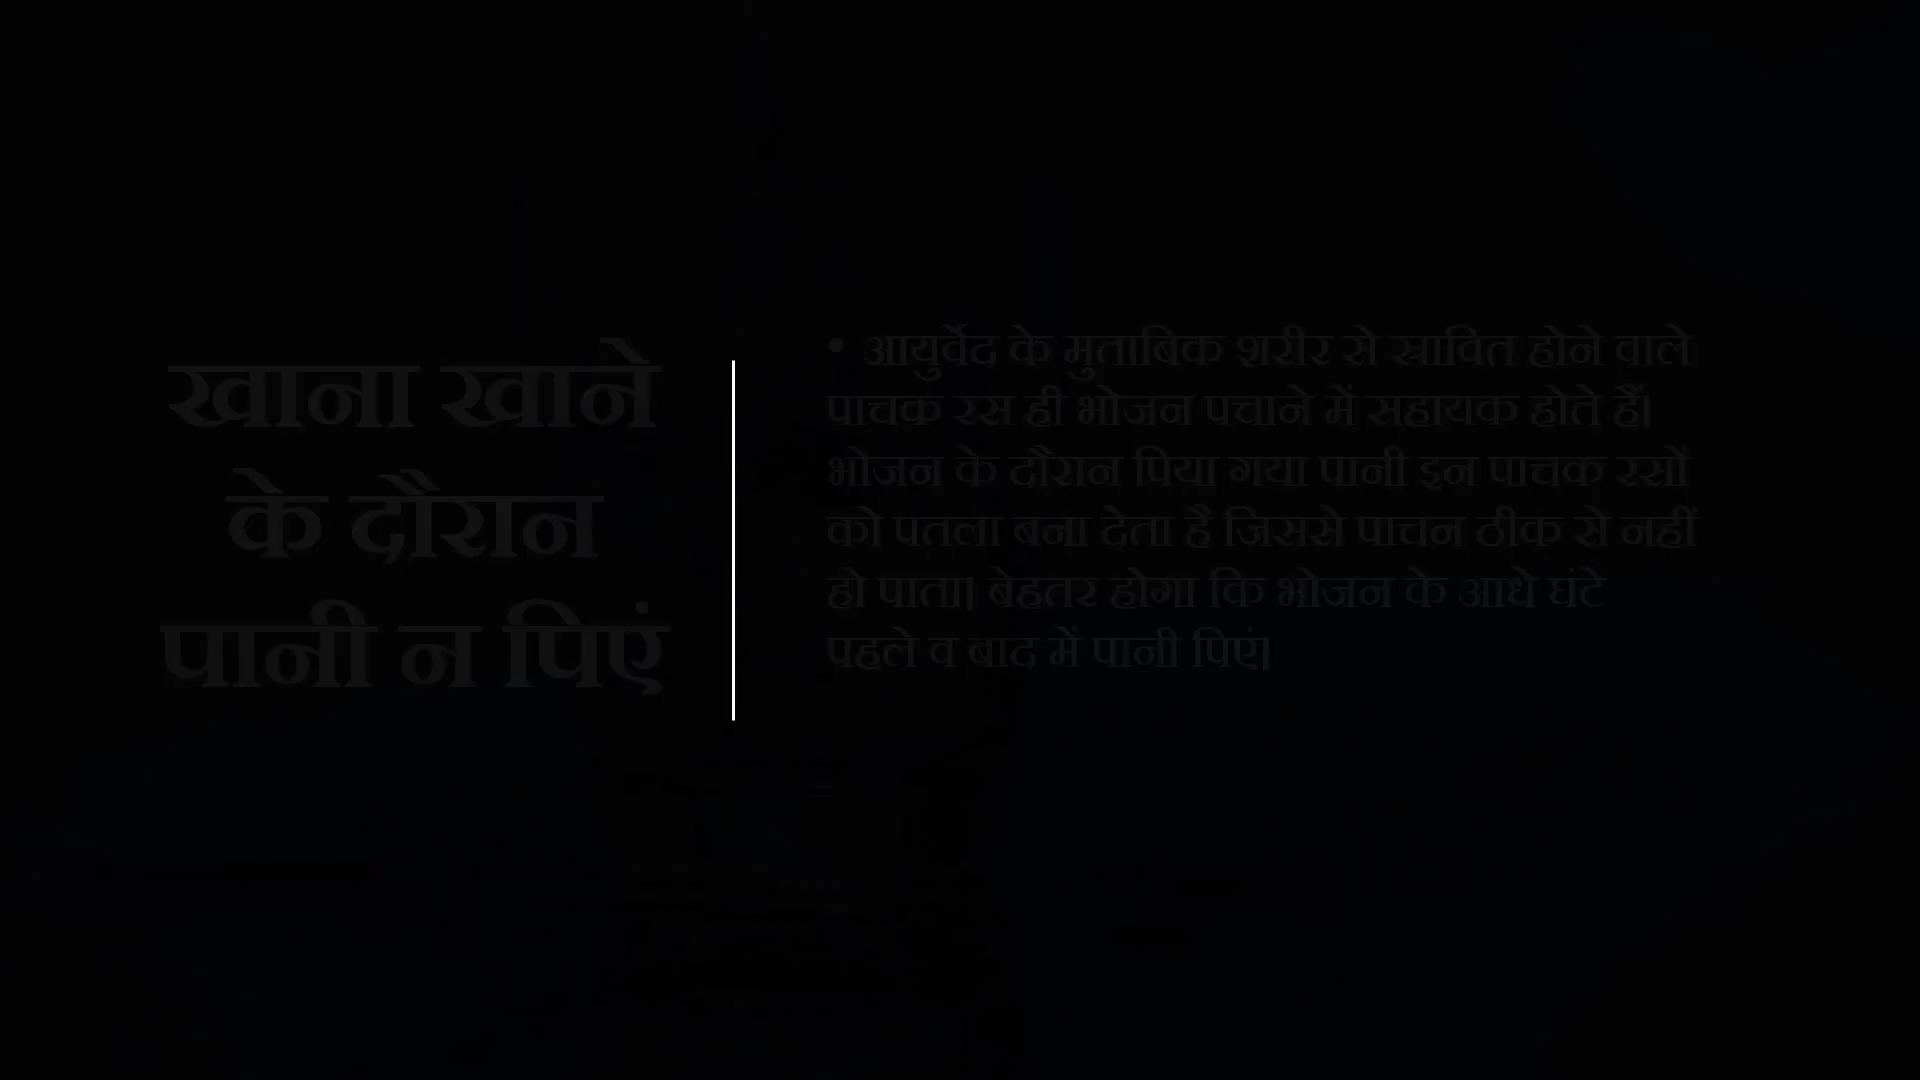 खाना खाने
के दौरान
पानी न पिएं
• आयुर्वेद के मुताबिक शरीर से स्रावित होने वाले
पाचक रस ही भोजन पचाने में सहायक होते हैं।
भोजन के दौरान पिया गया पानी इन पाचक रसों
को पतला बना देता है जिससे पाचन ठीक से नहीं
हो पाता। बेहतर होगा कि भोजन के आधे घंटे
पहले व बाद में पानी पिएं।